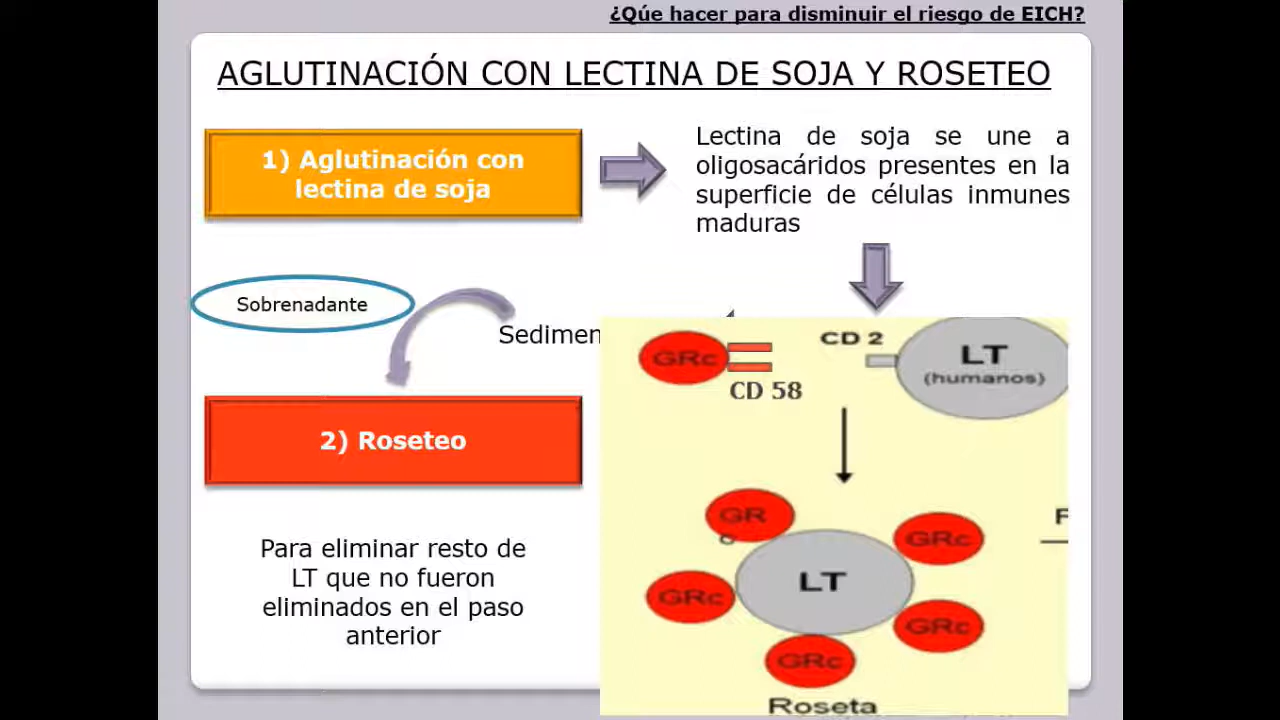 ¿Qúe hacer para disminuir el riesgo de EICH?
AGLUTINACIÓN CON LECTINA DE SOJA Y ROSETEO
1) Aglutinación con
lectina de soja
Lectina de soja se une a
oligosacáridos presentes en la
superficie de células inmunes
maduras
Sobrenadante
Sedimen
2) Roseteo
Para eliminar resto de
LT que no fueron
eliminados en el paso
anterior
GRc
CD 58
CD 2
LT
(humanos)
GR
c
GRc
F
LT
GRc
GRc
GRc
Roseta